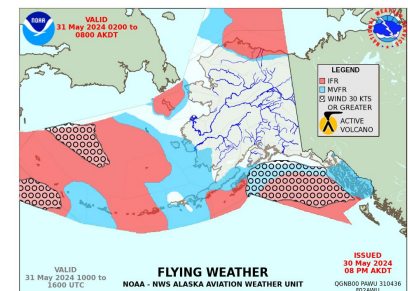 NOAA
VALID
31 May 2024 0200 to
0800 AKDT
LEGEND
IFR
MVFR
WIND 30 KTS
OR GREATER
ACTIVE
VOLCANO
VALID
31 May 2024 1000 to
1600 UTC
FLYING WEATHER
NOAA - NWS ALASKA AVIATION WEATHER UNIT
ISSUED
30 May 2024
08 PM AKDT
QGNB00 PAWU 310436